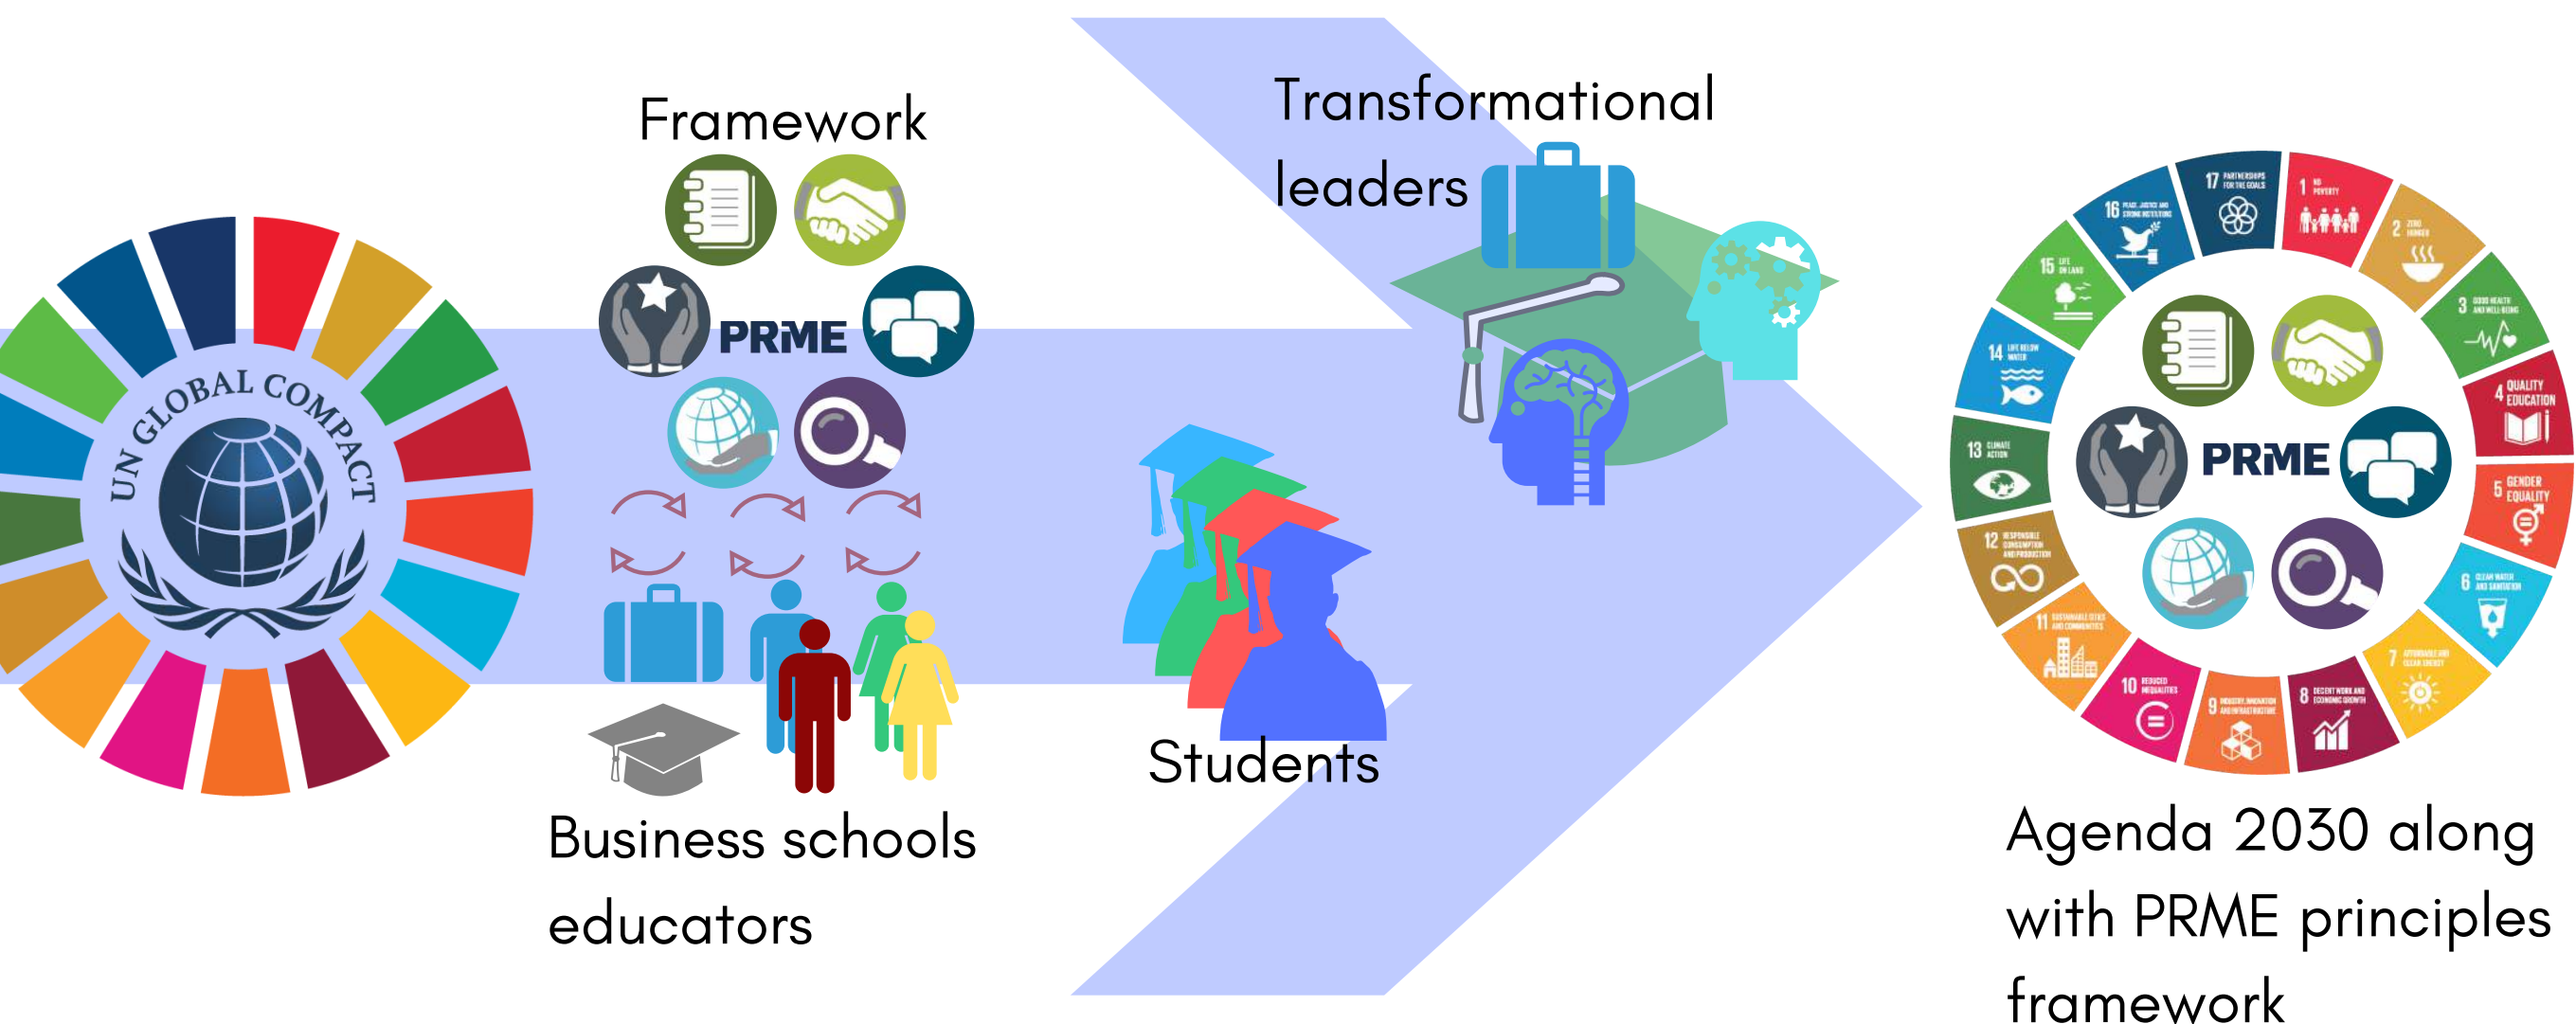 UN GLOBAL COMPACT
Framework
PRME
Business schools
educators
Students
Transformational
leaders
1 NO
POVERTY
2 ZERO
HUNGER
3 GOOD HEALTH
AND WELL-BEING
4 QUALITY
EDUCATION
5 GENDER
EQUALITY
6 CLEAN WATER
AND SANITATION
7 AFFORDABLE AND
CLEAN ENERGY
8 DECENT WORK AND
ECONOMIC GROWTH
9 INDUSTRY, INNOVATION
AND INFRASTRUCTURE
10 REDUCED
INEQUALITIES
11 SUSTAINABLE CITIES
AND COMMUNITIES
12 RESPONSIBLE
CONSUMPTION
AND PRODUCTION
13 CLIMATE
ACTION
14 LIFE BELOW
WATER
15 LIFE
ON LAND
16 PEACE, JUSTICE AND
STRONG INSTITUTIONS
17 PARTNERSHIPS
FOR THE GOALS
PRME
Agenda 2030 along
with PRME principles
framework